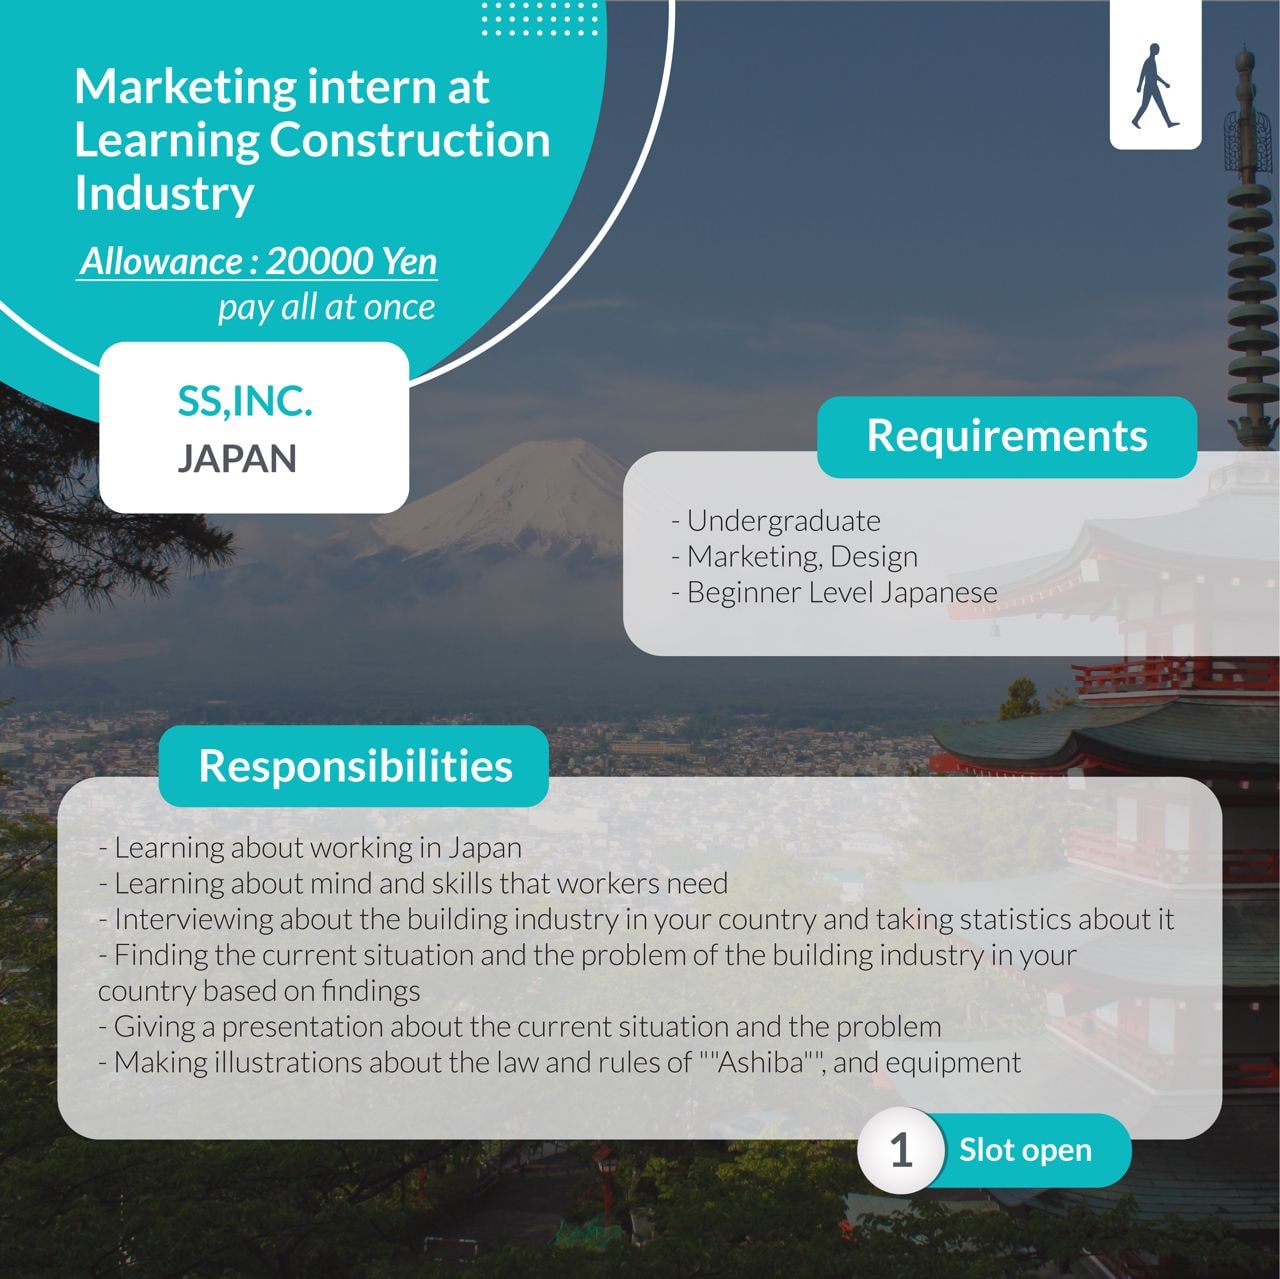 Marketing intern at
Learning Construction
Industry
Allowance : 20000 Yen
pay all at once
SS,INC.
JAPAN
Requirements
- Undergraduate
- Marketing, Design
- Beginner Level Japanese
Responsibilities
- Learning about working in Japan
- Learning about mind and skills that workers need
- Interviewing about the building industry in your country and taking statistics about it
- Finding the current situation and the problem of the building industry in your
country based on findings
- Giving a presentation about the current situation and the problem
- Making illustrations about the law and rules of ""Ashiba"", and equipment
1 Slot open